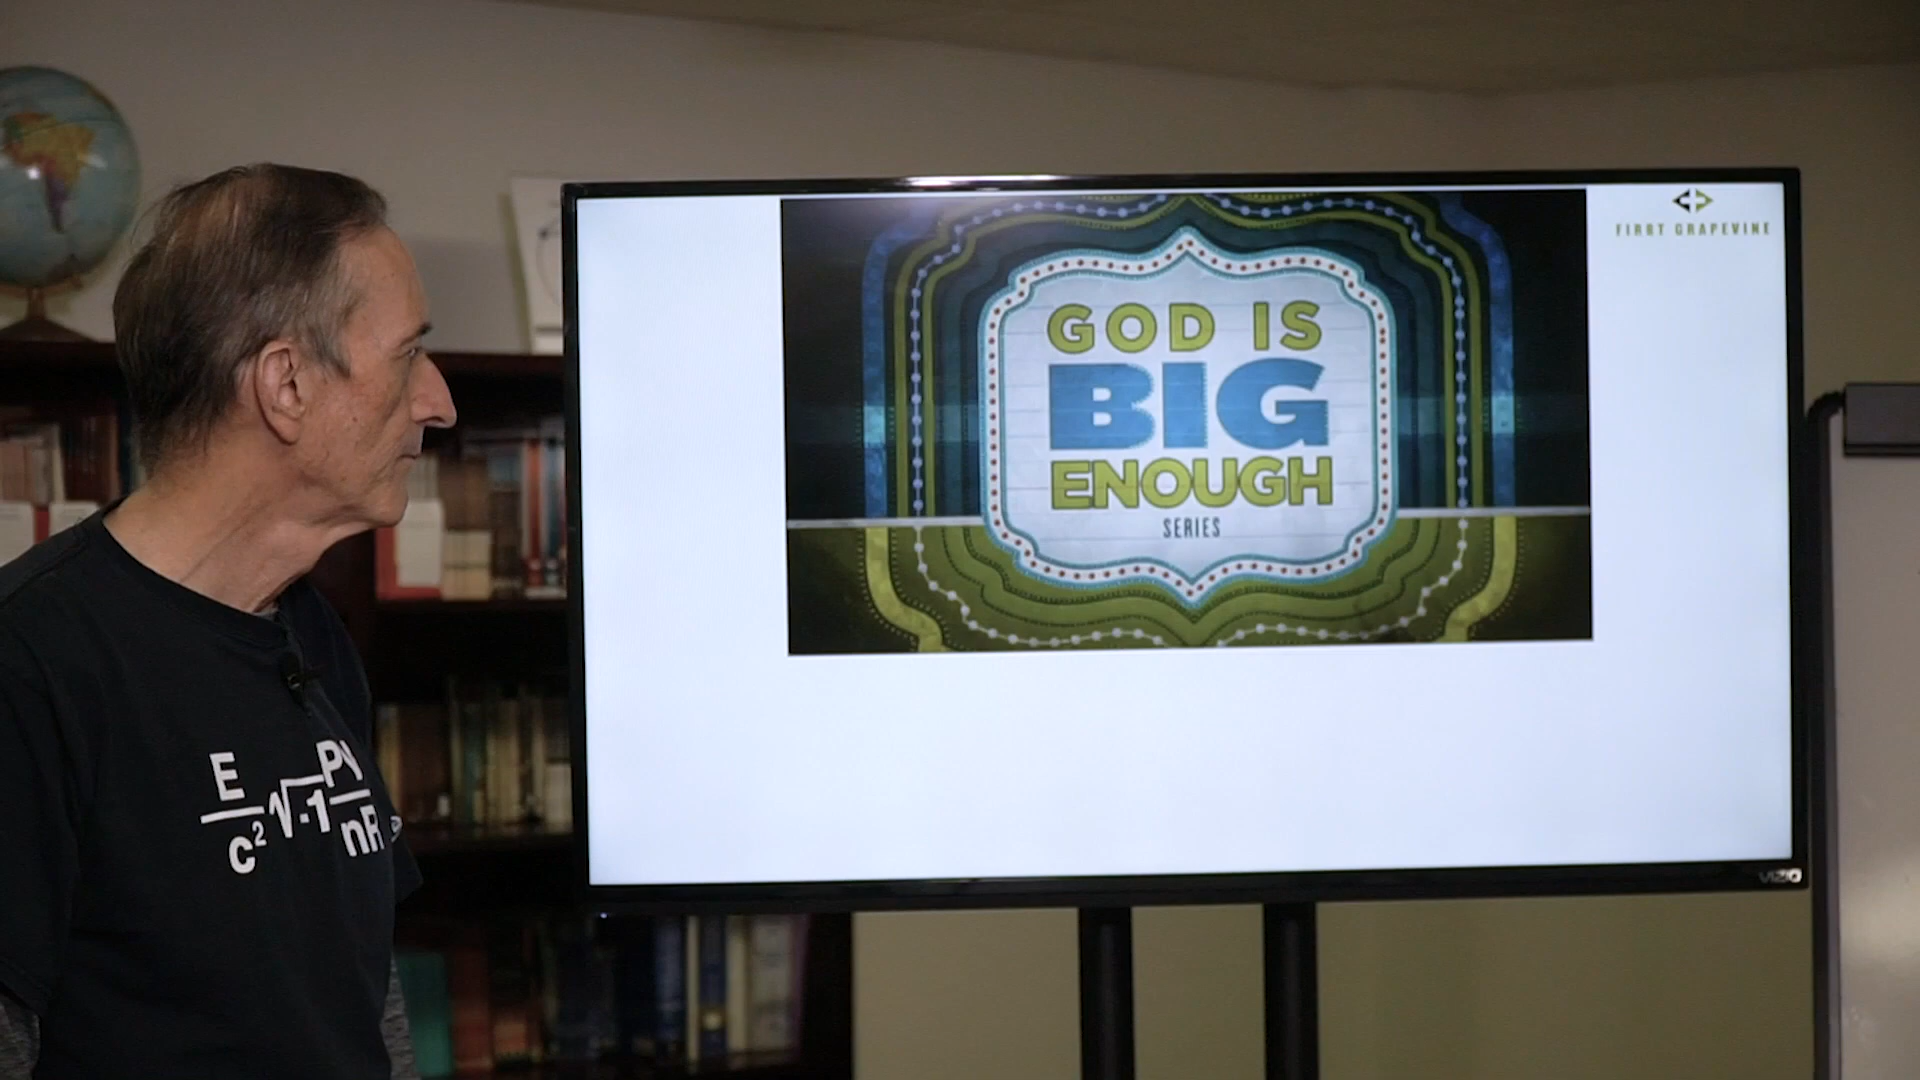 FIRST GRAPEVINE
GOD IS
BIG
ENOUGH
SERIES
E
c²
√-1
PV
nR
VIZIO